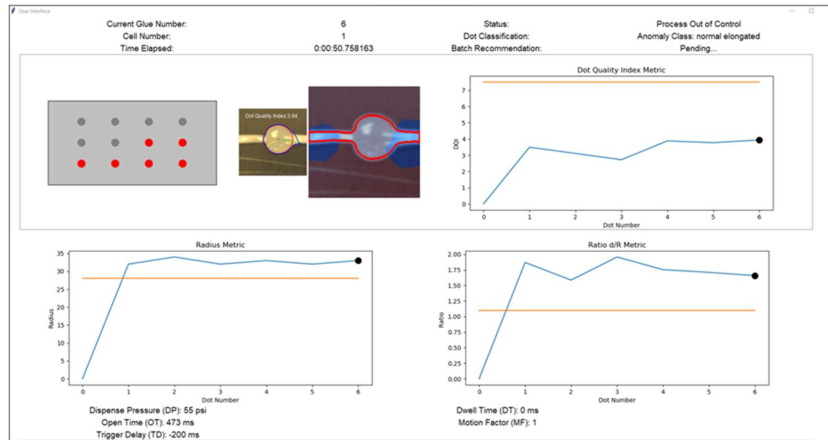 User Interface
Current Glue Number: 6 Status: Process Out of Control
Cell Number: 1 Dot Classification: Anomaly Class: normal elongated
Time Elapsed: 0:00:50.758163 Batch Recommendation: Pending...
Dot Quality Index:3.94
Dot Quality Index Metric
DQI
7
6
5
4
3
2
1
0
0 1 2 3 4 5 6
Dot Number
Radius Metric
Radius
35
30
25
20
15
10
5
0
0 1 2 3 4 5 6
Dot Number
Ratio d/R Metric
Ratio
2.00
1.75
1.50
1.25
1.00
0.75
0.50
0.25
0.00
0 1 2 3 4 5 6
Dot Number
Dispense Pressure (DP): 55 psi
Open Time (OT): 473 ms
Trigger Delay (TD): -200 ms
Dwell Time (DT): 0 ms
Motion Factor (MF): 1